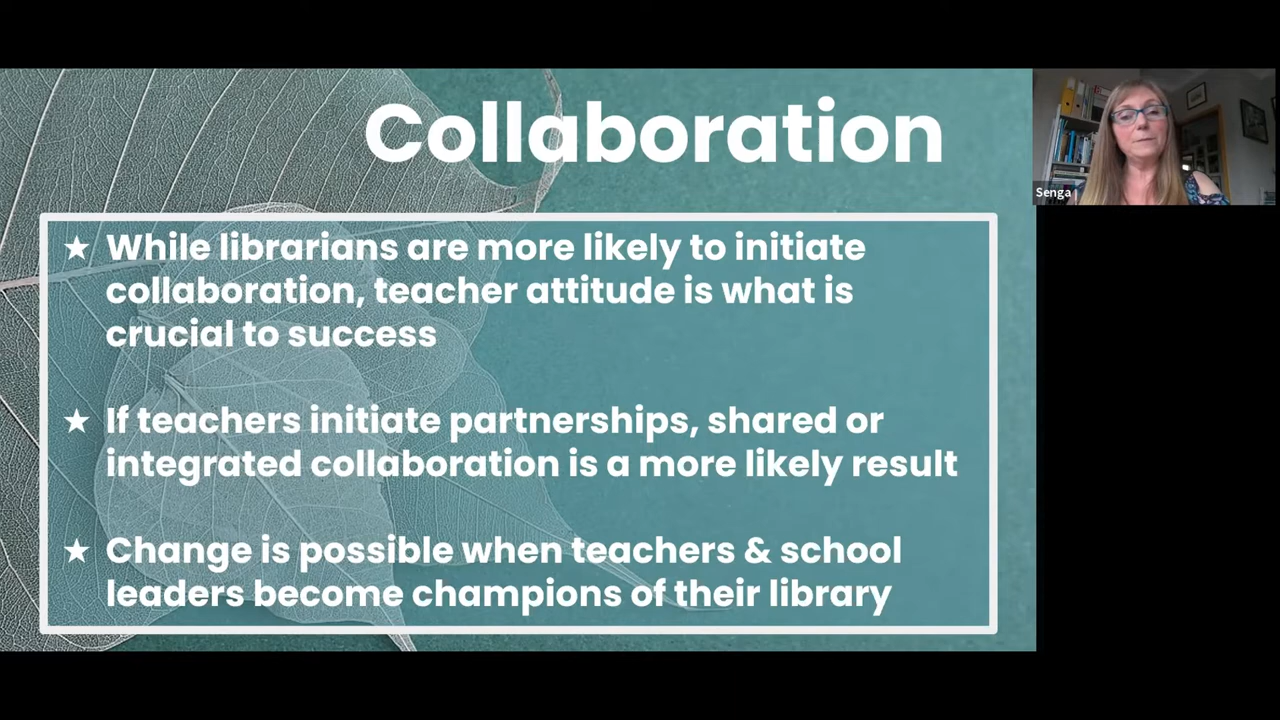 Collaboration
Senga
★ While librarians are more likely to initiate
collaboration, teacher attitude is what is
crucial to success
★ If teachers initiate partnerships, shared or
integrated collaboration is a more likely result
★ Change is possible when teachers & school
leaders become champions of their library